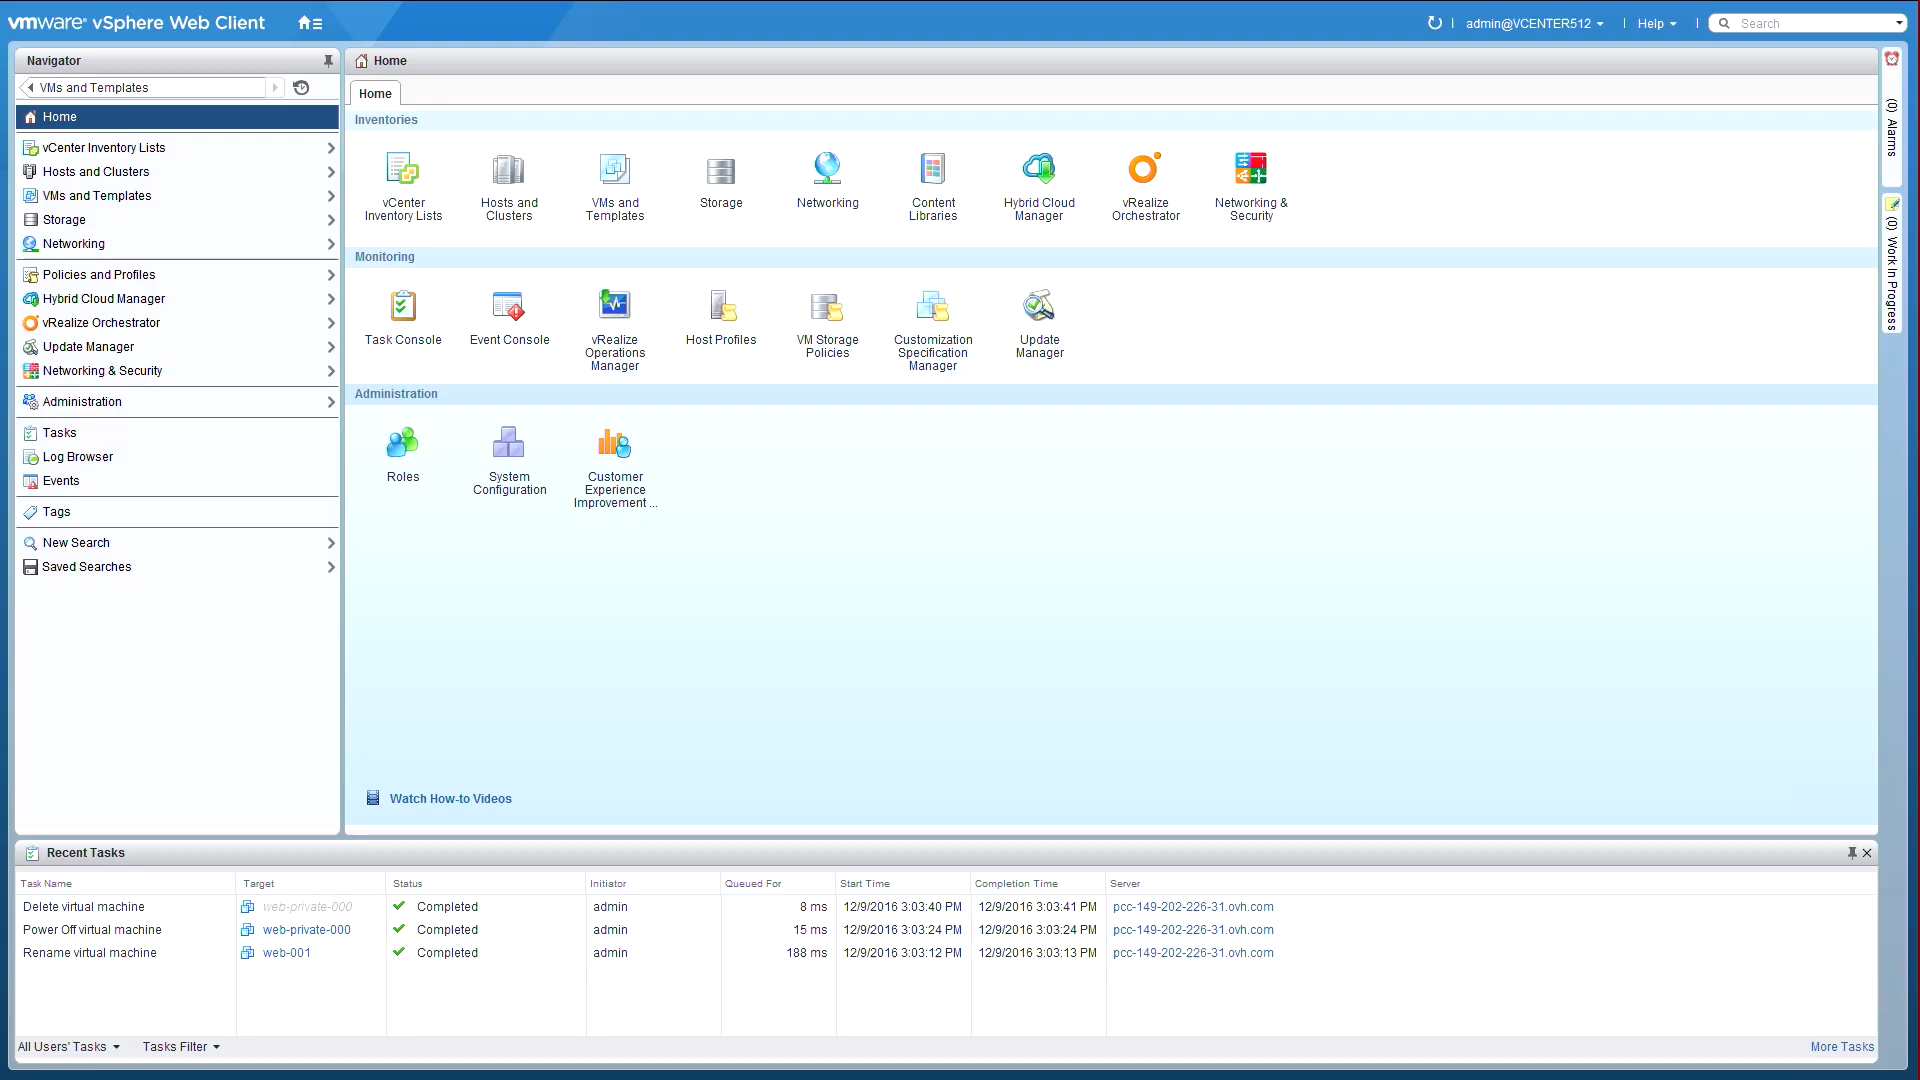 vmware® vSphere Web Client
admin@VCENTER512
Help
Search
Navigator
VMs and Templates
Home
vCenter Inventory Lists
Hosts and Clusters
VMs and Templates
Storage
Networking
Policies and Profiles
Hybrid Cloud Manager
vRealize Orchestrator
Update Manager
Networking & Security
Administration
Tasks
Log Browser
Events
Tags
New Search
Saved Searches
Home
Home
Inventories
vCenter
Inventory Lists
Hosts and
Clusters
VMs and
Templates
Storage
Networking
Content
Libraries
Hybrid Cloud
Manager
vRealize
Orchestrator
Networking &
Security
Monitoring
Task Console
Event Console
vRealize
Operations
Manager
Host Profiles
VM Storage
Policies
Customization
Specification
Manager
Update
Manager
Administration
Roles
System
Configuration
Customer
Experience
Improvement ...
Watch How-to Videos
(0) Alarms
(0) Work In Progress
Recent Tasks
Task Name Target Status Initiator Queued For Start Time Completion Time Server
Delete virtual machine web-private-000 Completed admin 8 ms 12/9/2016 3:03:40 PM 12/9/2016 3:03:41 PM pcc-149-202-226-31.ovh.com
Power Off virtual machine web-private-000 Completed admin 15 ms 12/9/2016 3:03:24 PM 12/9/2016 3:03:24 PM pcc-149-202-226-31.ovh.com
Rename virtual machine web-001 Completed admin 188 ms 12/9/2016 3:03:12 PM 12/9/2016 3:03:13 PM pcc-149-202-226-31.ovh.com
All Users' Tasks Tasks Filter More Tasks